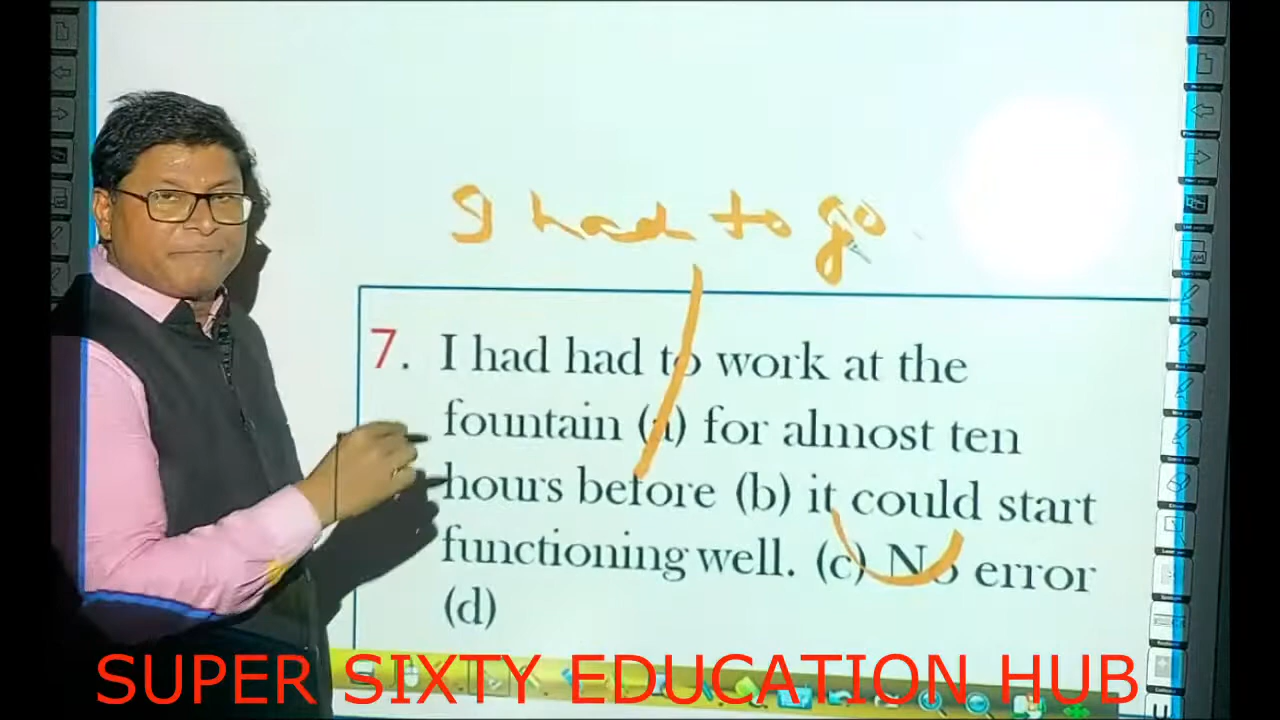 I had to go
7. I had had to work at the
fountain (a) for almost ten
hours before (b) it could start
functioning well. (c) No error
(d)
SUPER SIXTY EDUCATION HUB